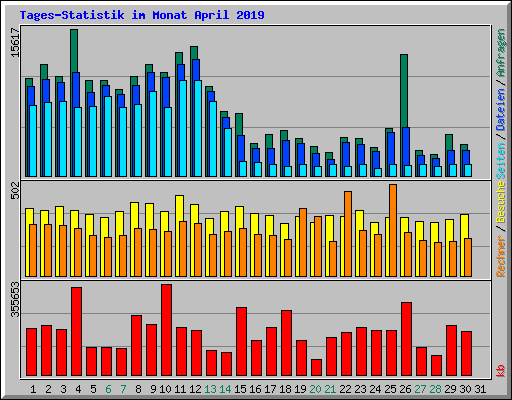 Tages-Statistik im Monat April 2019
15617
502
355653
Anfragen / Dateien / Seiten
Rechner / Besuche
kb
1 2 3 4 5 6 7 8 9 10 11 12 13 14 15 16 17 18 19 20 21 22 23 24 25 26 27 28 29 30 31